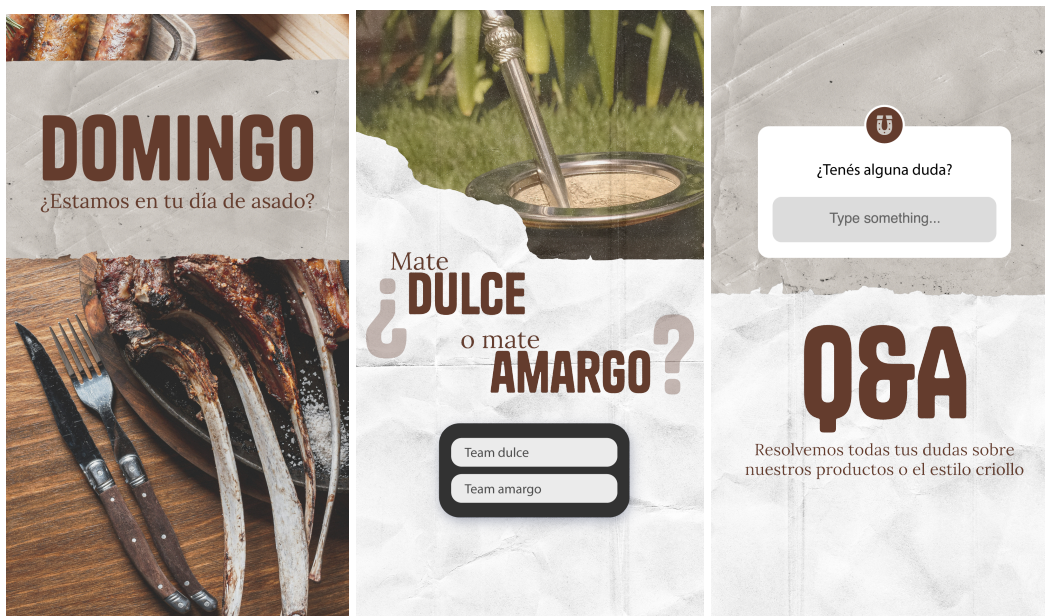 DOMINGO
¿Estamos en tu día de asado?
Mate
¿DULCE
o mate
AMARGO?
Team dulce
Team amargo
¿Tenés alguna duda?
Type something...
Q&A
Resolvemos todas tus dudas sobre
nuestros productos o el estilo criollo